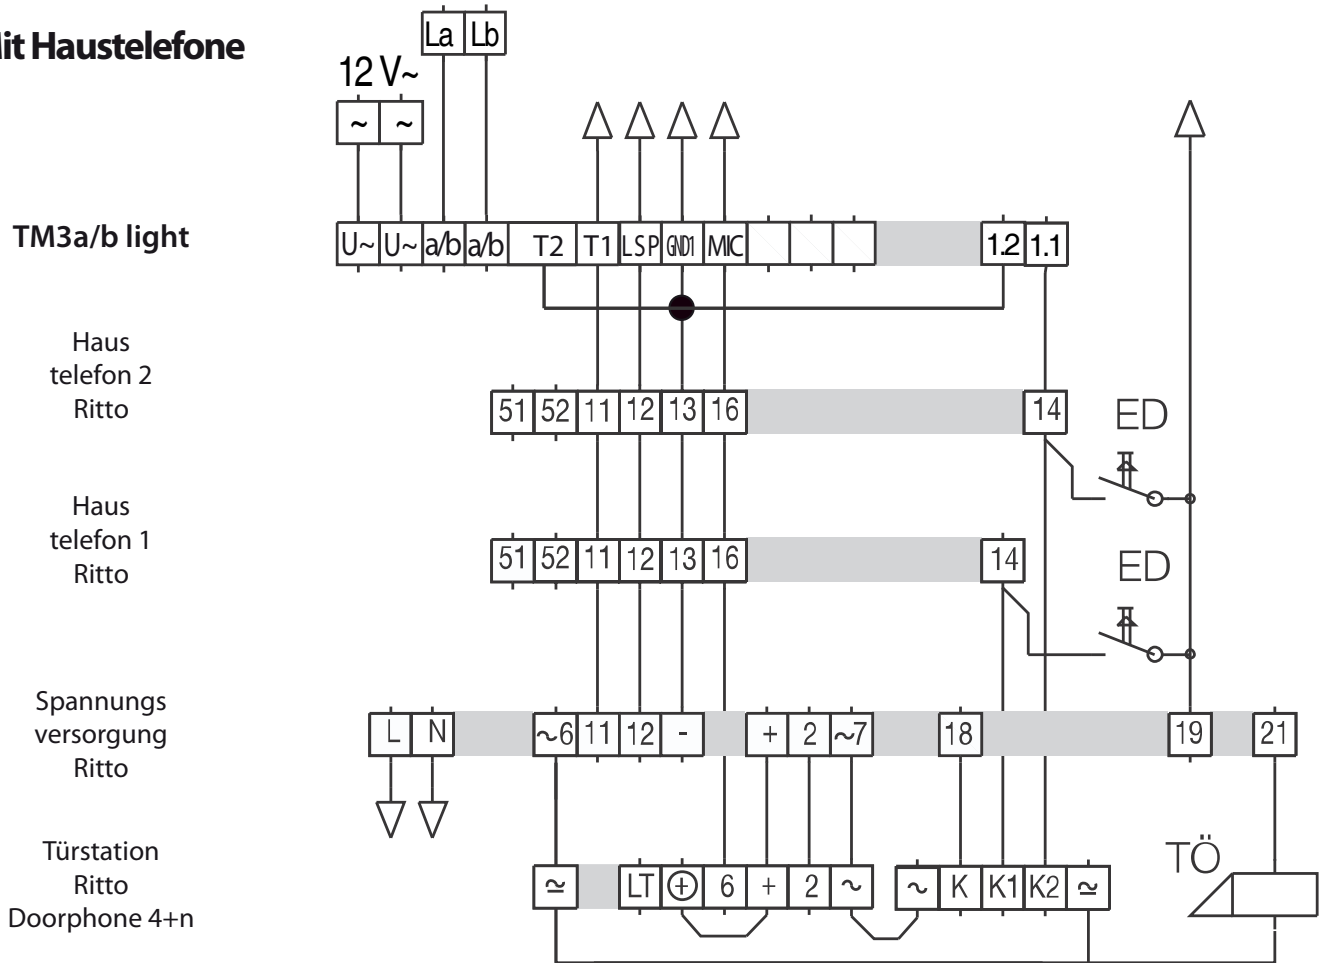 it Haustelefone
La Lb
12 V~
~ ~
TM3a/b light
U~ U~ a/b a/b T2 T1 LSP GND1 MIC 1.2 1.1
Haus
telefon 2
Ritto
51 52 11 12 13 16 14
ED
Haus
telefon 1
Ritto
51 52 11 12 13 16 14
ED
Spannungs
versorgung
Ritto
L N ~6 11 12 - + 2 ~7 18 19 21
Türstation
Ritto
Doorphone 4+n
≃ LT + 6 + 2 ~ ~ K K1 K2 ≃
TÖ